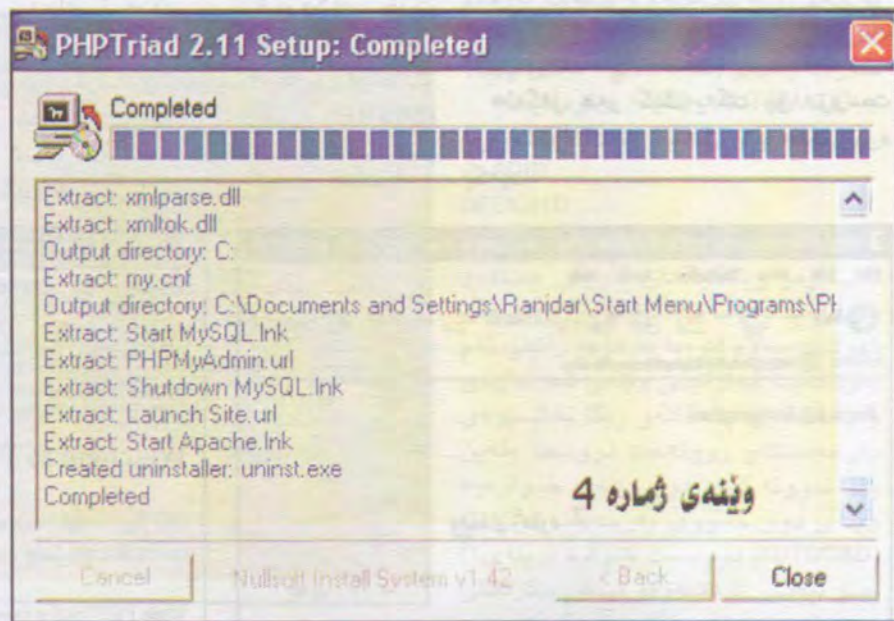 PHPTriad 2.11 Setup: Completed
Completed
Extract: xmlparse.dll
Extract: xmltok.dll
Output directory: C:
Extract: my.cnf
Output directory: C:\Documents and Settings\Ranjdar\Start Menu\Programs\PH
Extract: Start MySQL.lnk
Extract: PHPMyAdmin.url
Extract: Shutdown MySQL.lnk
Extract: Launch Site.url
Extract: Start Apache.lnk
Created uninstaller: uninst.exe
Completed
وێنەی ژمارە 4
Cancel Nullsoft Install System v1.42 < Back Close